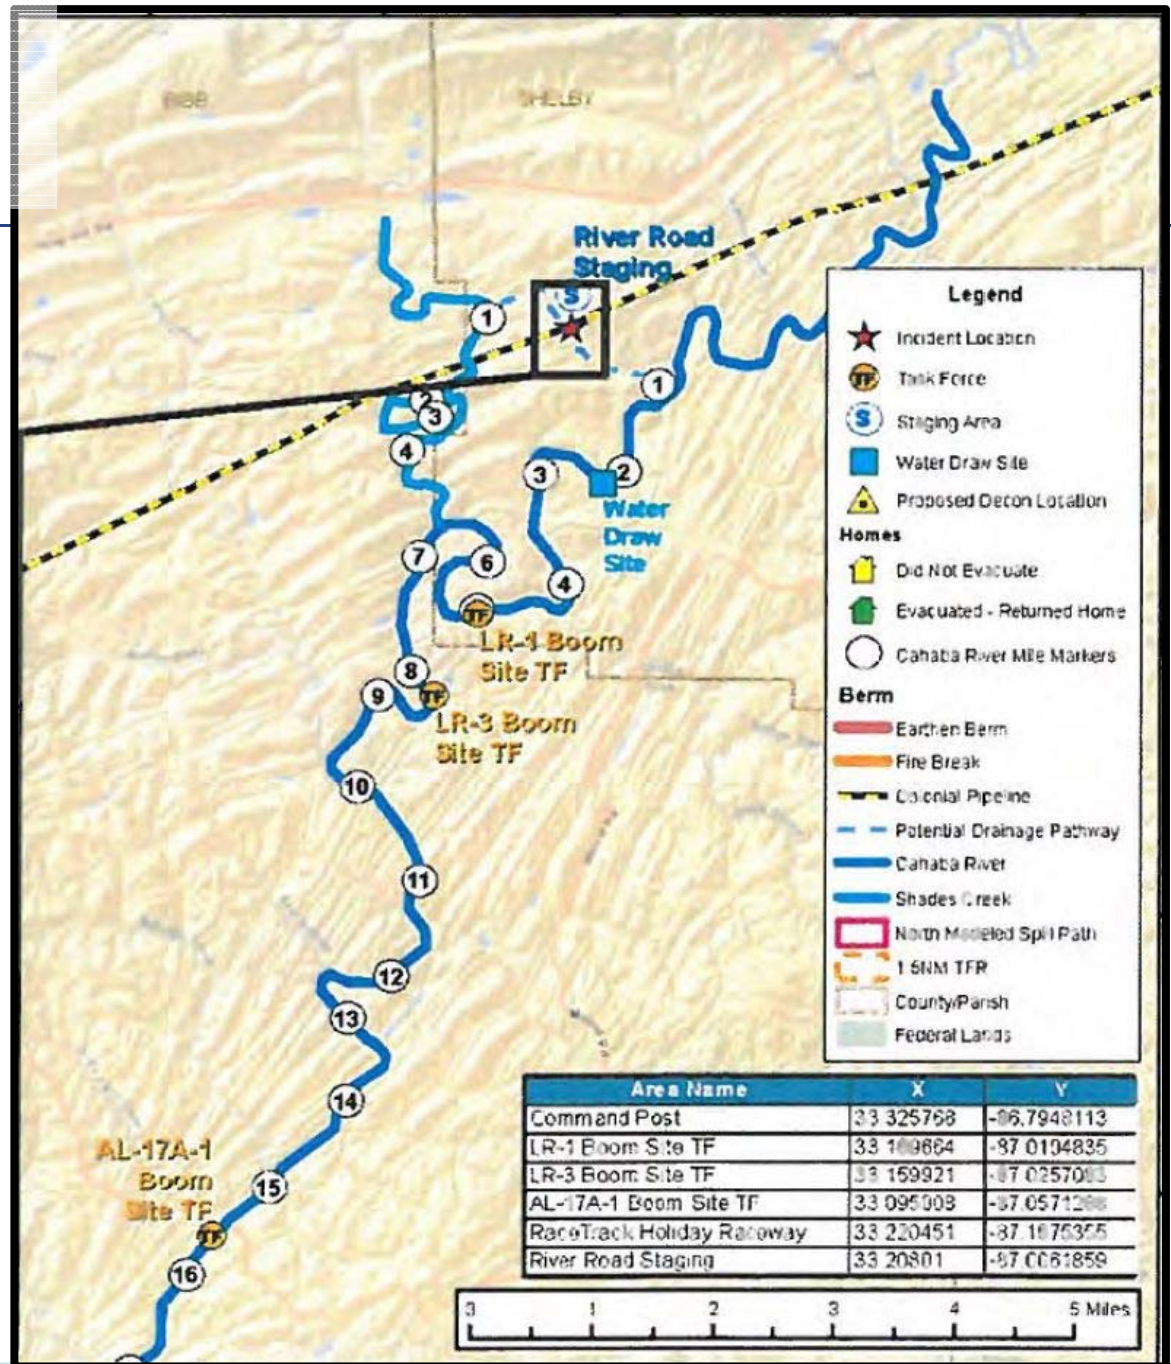 BIBB
SHELBY
River Road
Staging
S
1
1
2
3
4
2
3
Water
Draw
Site
7
6
4
TF
LR-1 Boom
Site TF
8
9
TF
LR-3 Boom
Site TF
10
11
12
13
14
AL-17A-1
Boom
Site TF
15
TF
16
Legend
Incident Location
TF Task Force
S Staging Area
Water Draw Site
Proposed Decon Location
Homes
Did Not Evacuate
Evacuated - Returned Home
Cahaba River Mile Markers
Berm
Earthen Berm
Fire Break
Colonial Pipeline
Potential Drainage Pathway
Cahaba River
Shades Creek
North Modeled Spill Path
1.5NM TFR
County/Parish
Federal Lands
Area Name X Y
Command Post 33 325768 -86.7948113
LR-1 Boom Site TF -87 0194835
LR-3 Boom Site TF 33 159921
AL-17A-1 Boom Site TF 33 095008
RaceTrack Holiday Raceway 33 220451
River Road Staging 33 20801 -87.0061859
0 1 2 3 4 5 Miles